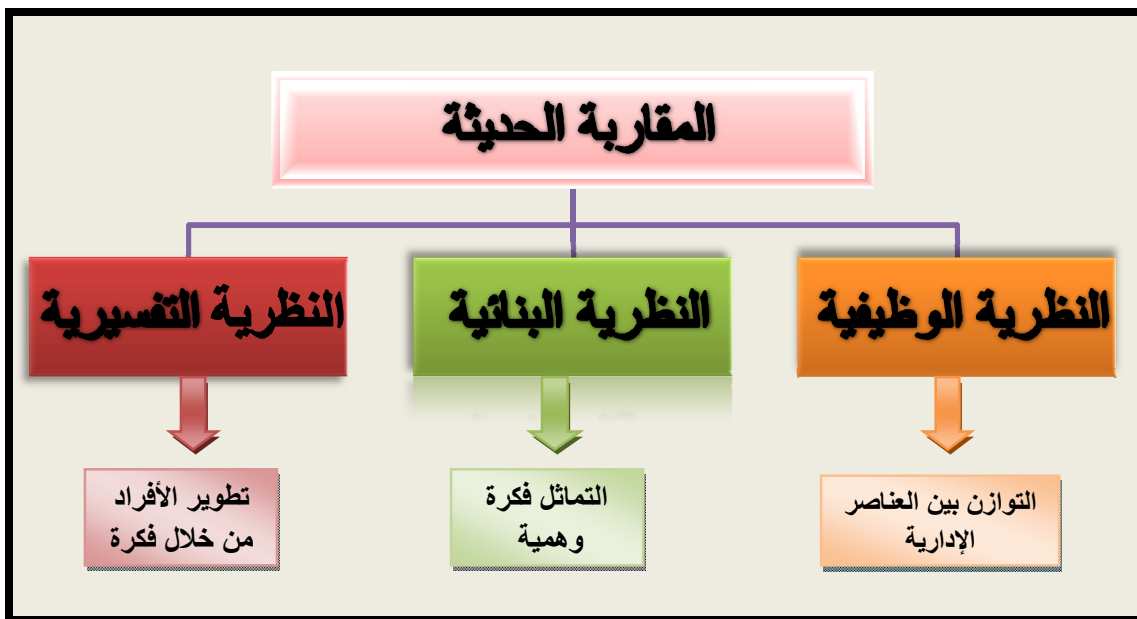 المقاربة الحديثة
النظرية الوظيفية
النظرية البنائية
النظرية التفسيرية
التوازن بين العناصر
الإدارية
التماثل فكرة
وهمية
تطوير الأفراد
من خلال فكرة